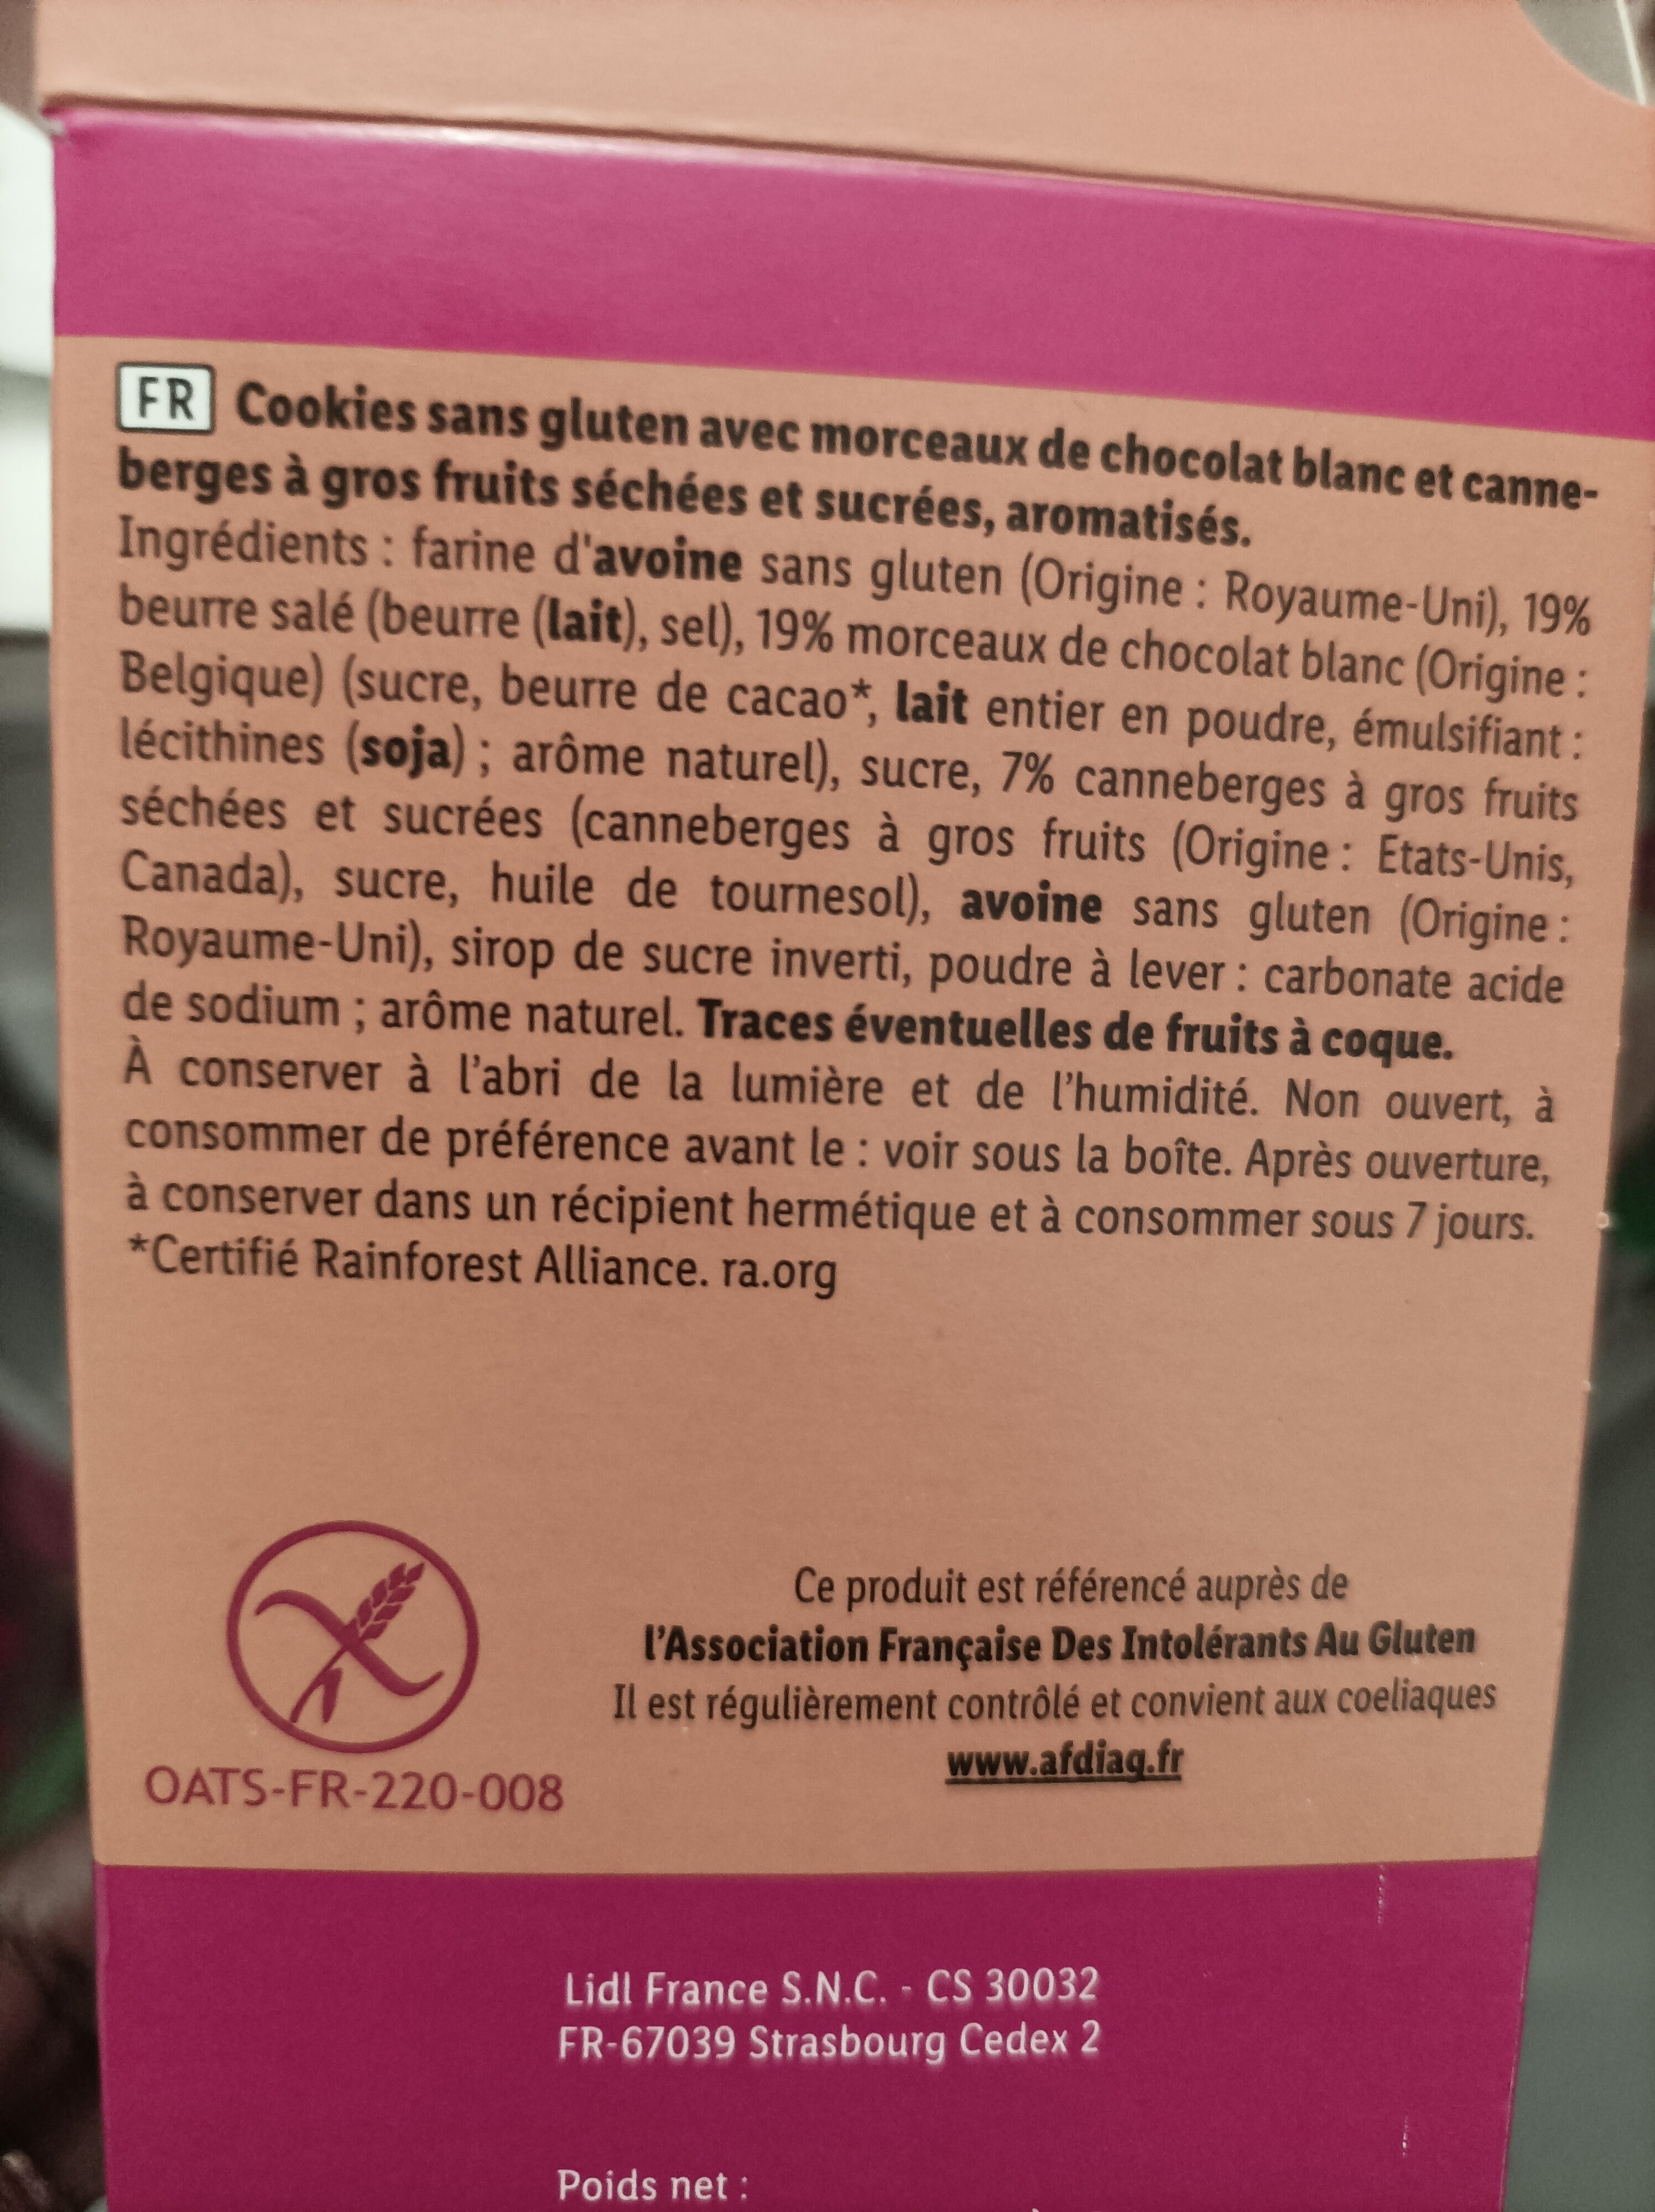 FR Cookies sans gluten avec morceaux de chocolat blanc et canne-
berges à gros fruits séchées et sucrées, aromatisés.
Ingrédients : farine d'avoine sans gluten (Origine : Royaume-Uni), 19%
beurre salé (beurre (lait), sel), 19% morceaux de chocolat blanc (Origine :
Belgique) (sucre, beurre de cacao*, lait entier en poudre, émulsifiant :
lécithines (soja) ; arôme naturel), sucre, 7% canneberges à gros fruits
séchées et sucrées (canneberges à gros fruits (Origine : Etats-Unis,
Canada), sucre, huile de tournesol), avoine sans gluten (Origine :
Royaume-Uni), sirop de sucre inverti, poudre à lever : carbonate acide
de sodium ; arôme naturel. Traces éventuelles de fruits à coque.
À conserver à l’abri de la lumière et de l’humidité. Non ouvert, à
consommer de préférence avant le : voir sous la boîte. Après ouverture,
à conserver dans un récipient hermétique et à consommer sous 7 jours.
*Certifié Rainforest Alliance. ra.org
Ce produit est référencé auprès de
l’Association Française Des Intolérants Au Gluten
Il est régulièrement contrôlé et convient aux coeliaques
www.afdiag.fr
OATS-FR-220-008
Lidl France S.N.C. - CS 30032
FR-67039 Strasbourg Cedex 2
Poids net :